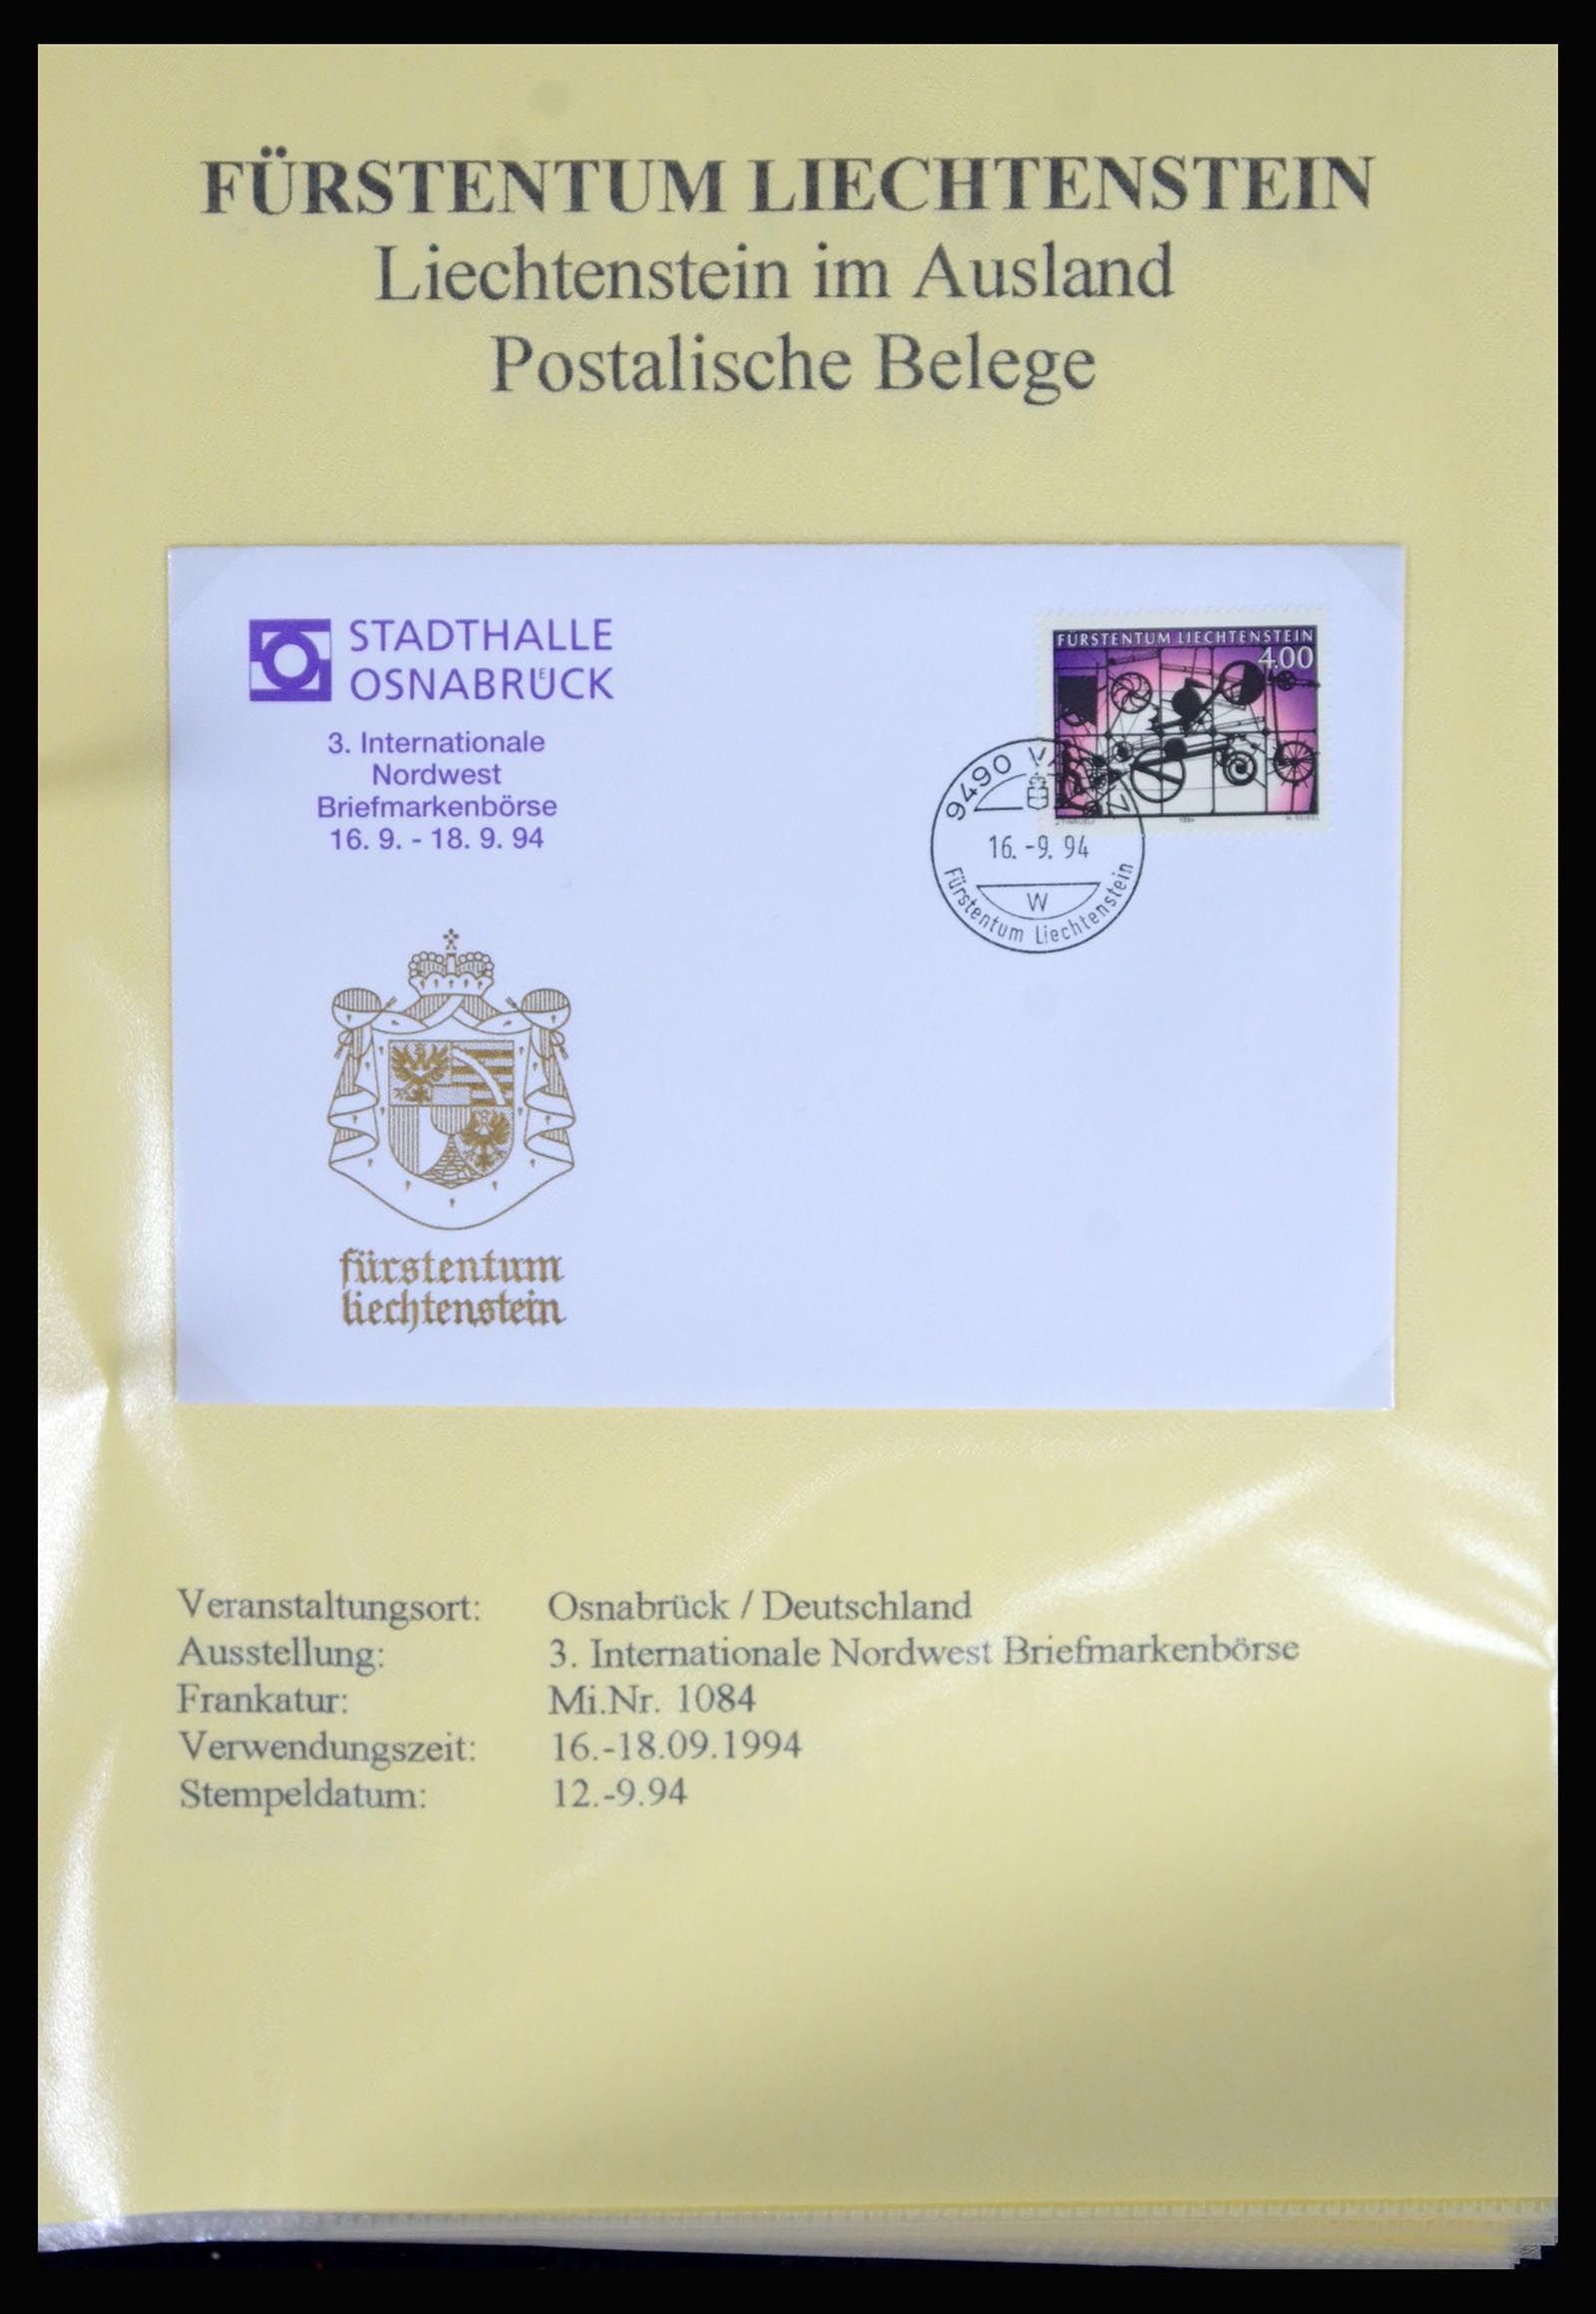 FÜRSTENTUM LIECHTENSTEIN
Liechtenstein im Ausland
Postalische Belege
STADTHALLE
OSNABRÜCK
3. Internationale
Nordwest
Briefmarkenbörse
16. 9. - 18. 9. 94
FÜRSTENTUM LIECHTENSTEIN
4.00
9490
16.-9. 94
W
Fürstentum Liechtenstein
fürstentum
liechtenstein
Veranstaltungsort: Osnabrück / Deutschland
Ausstellung: 3. Internationale Nordwest Briefmarkenbörse
Frankatur: Mi.Nr. 1084
Verwendungszeit: 16.-18.09.1994
Stempeldatum: 12.-9.94